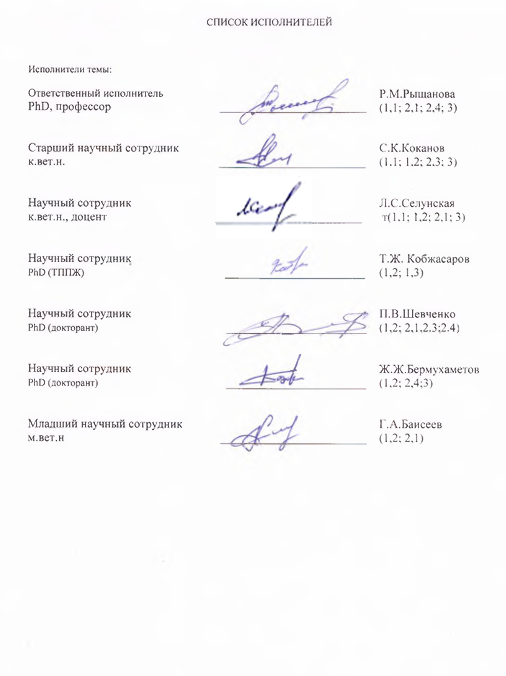 СПИСОК ИСПОЛНИТЕЛЕЙ
Исполнители темы:
Ответственный исполнитель
PhD, профессор
Р.М.Рыщанова
(1,1; 2,1; 2,4; 3)
Старший научный сотрудник
к.вет.н.
С.К.Коканов
(1.1; 1.2; 2.3; 3)
Научный сотрудник
к.вет.н., доцент
Л.С.Селунская
т(1,1; 1,2; 2,1; 3)
Научный сотрудник
PhD (ТППЖ)
Т.Ж. Кобжасаров
(1,2; 1,3)
Научный сотрудник
PhD (докторант)
П.В.Шевченко
(1,2; 2,1,2.3;2.4)
Научный сотрудник
PhD (докторант)
Ж.Ж.Бермухаметов
(1,2; 2,4;3)
Младший научный сотрудник
м.вет.н
Г.А.Баисеев
(1,2; 2,1)